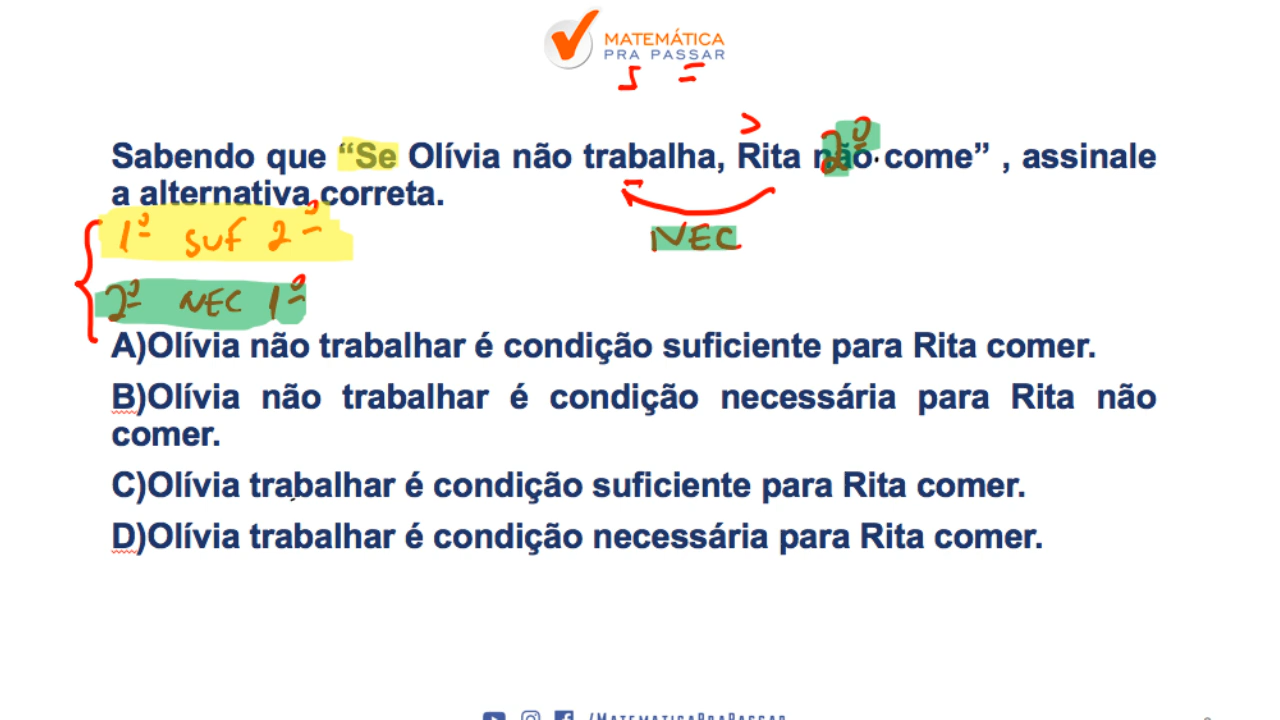 MATEMÁTICA
PRA PASSAR
Sabendo que “Se Olívia não trabalha, Rita não come” , assinale
2º
a alternativa correta.
NEC
1º SUF 2º
2º NEC 1º
A)Olívia não trabalhar é condição suficiente para Rita comer.
B)Olívia não trabalhar é condição necessária para Rita não
comer.
C)Olívia trabalhar é condição suficiente para Rita comer.
D)Olívia trabalhar é condição necessária para Rita comer.
/MATEMATICAPRAPASSAR